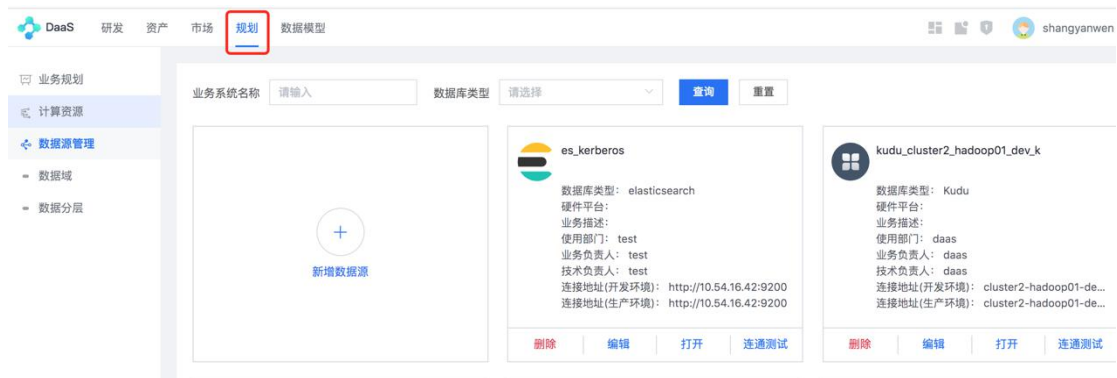 DaaS 研发 资产 市场 规划 数据模型 shangyanwen
业务规划
计算资源
数据源管理
数据域
数据分层
业务系统名称 请输入 数据库类型 请选择 查询 重置
新增数据源
es_kerberos
数据库类型： elasticsearch
硬件平台：
业务描述：
使用部门： test
业务负责人： test
技术负责人： test
连接地址(开发环境)： http://10.54.16.42:9200
连接地址(生产环境)： http://10.54.16.42:9200
删除 编辑 打开 连通测试
kudu_cluster2_hadoop01_dev_k
数据库类型： Kudu
硬件平台：
业务描述：
使用部门： daas
业务负责人： daas
技术负责人： daas
连接地址(开发环境)： cluster2-hadoop01-de...
连接地址(生产环境)： cluster2-hadoop01-de...
删除 编辑 打开 连通测试